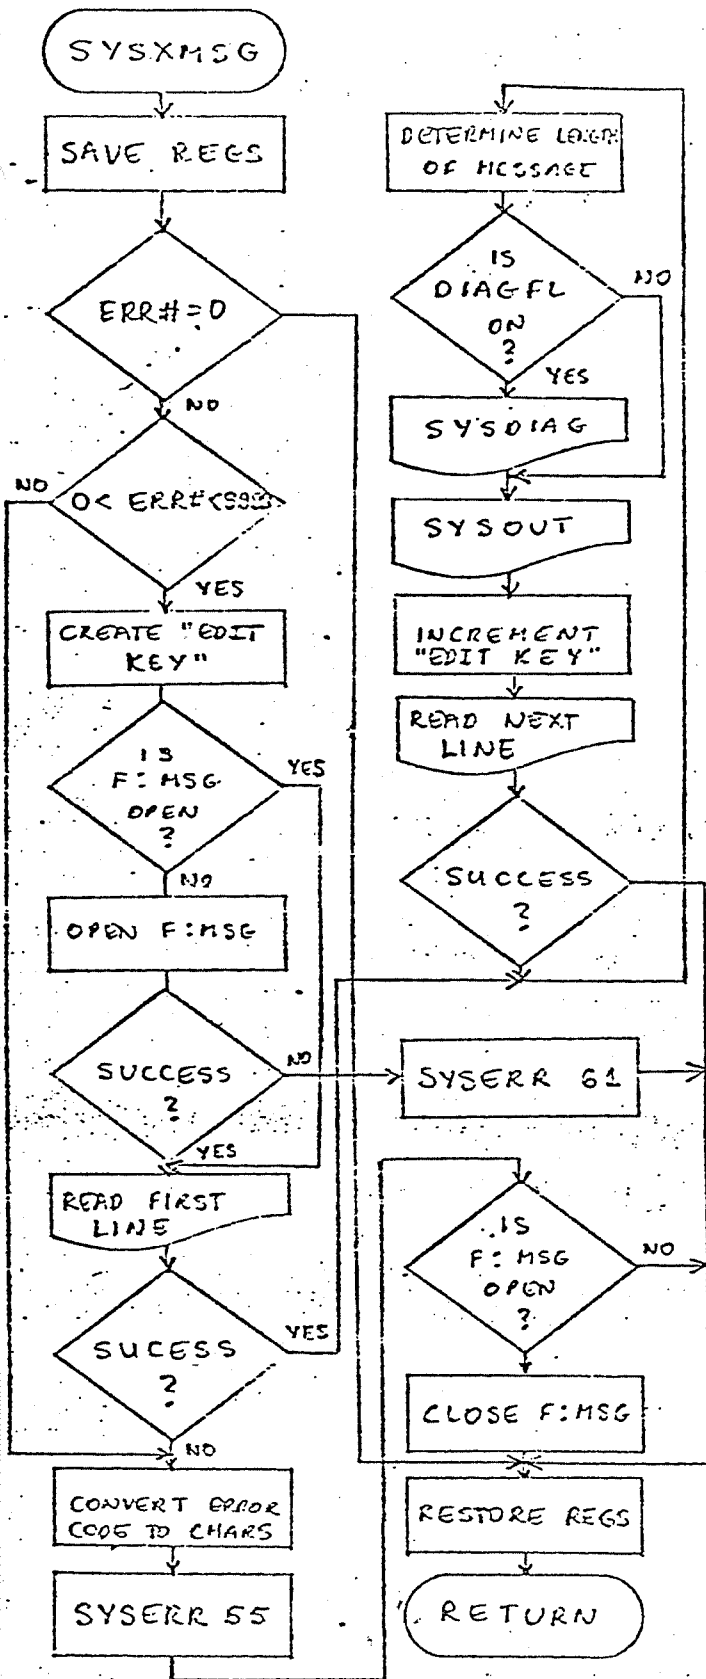 SYSXMSG
SAVE REGS
ERR#=0
NO
NO
0< ERR#<999
YES
CREATE "EDIT
KEY"
IS
F:MSG
OPEN
?
YES
NO
OPEN F:MSG
SUCCESS
?
NO
YES
READ FIRST
LINE
SUCESS
?
YES
NO
CONVERT ERROR
CODE TO CHARS
SYSERR 55
DETERMINE LENGTH
OF MESSAGE
IS
DIAGFL
ON
?
NO
YES
SYSDIAG
SYSOUT
INCREMENT
"EDIT KEY"
READ NEXT
LINE
SUCCESS
?
SYSERR 61
IS
F:MSG
OPEN
?
NO
CLOSE F:MSG
RESTORE REGS
RETURN